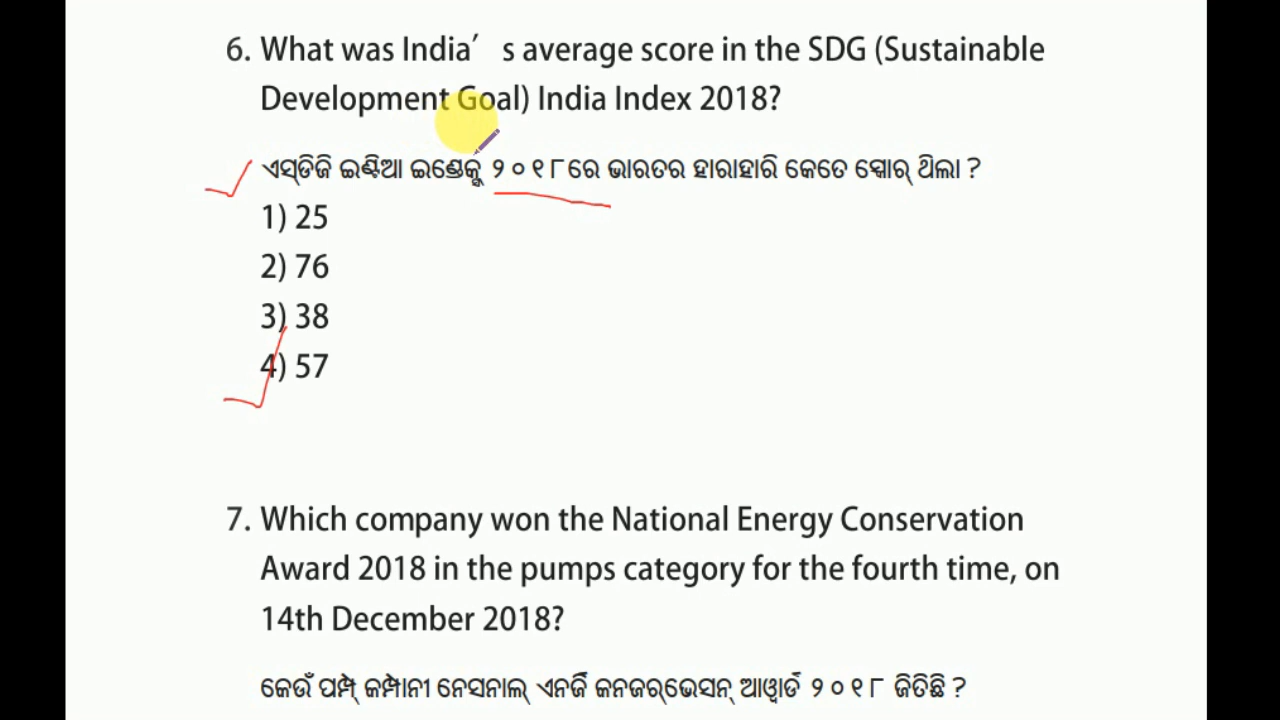 6. What was India′ s average score in the SDG (Sustainable
Development Goal) India Index 2018?
ଏସ୍‌ଡିଜି ଇଣ୍ଡିଆ ଇଣ୍ଡେକ୍ସ ୨୦୧୮ରେ ଭାରତର ହାରାହାରି କେତେ ସ୍କୋର୍ ଥିଲା ?
1) 25
2) 76
3) 38
4) 57
7. Which company won the National Energy Conservation
Award 2018 in the pumps category for the fourth time, on
14th December 2018?
କେଉଁ ପମ୍ପ୍ କମ୍ପାନୀ ନେସନାଲ୍ ଏନର୍ଜି କନଜର୍‌ଭେସନ୍ ଆୱାର୍ଡ ୨୦୧୮ ଜିତିଛି ?